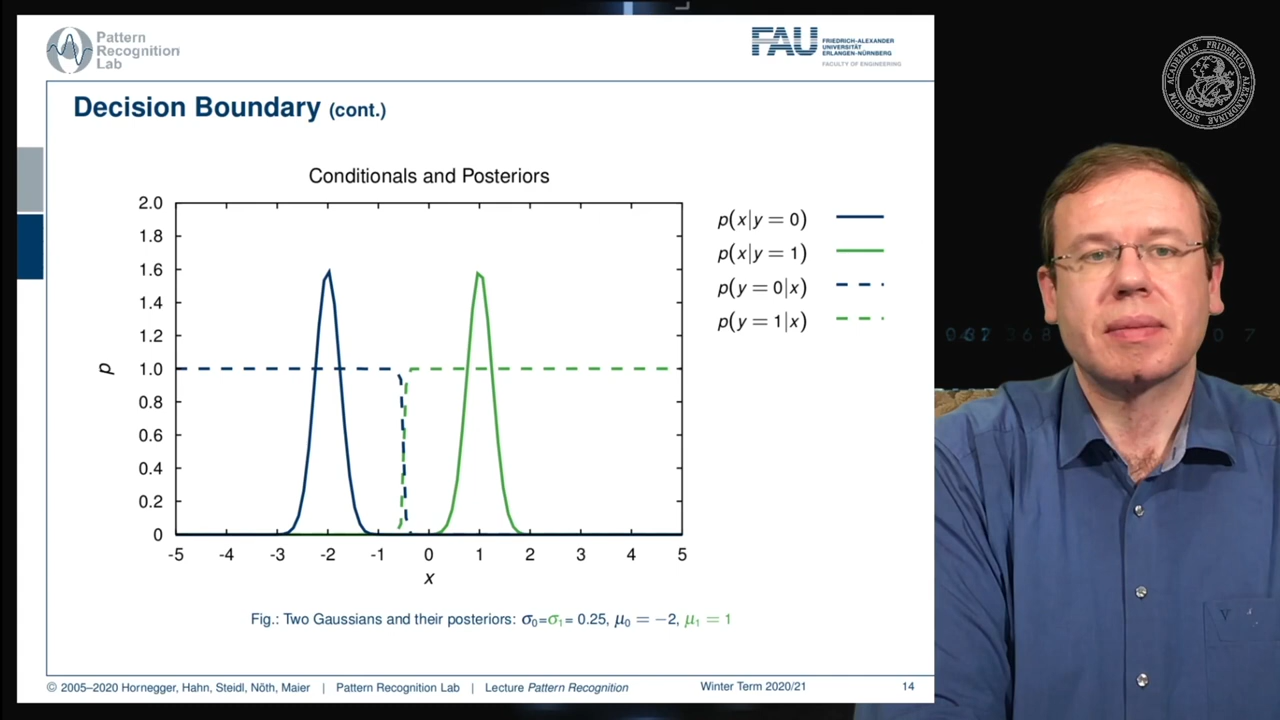 Pattern
Recognition
Lab
FAU
FRIEDRICH-ALEXANDER
UNIVERSITÄT
ERLANGEN-NÜRNBERG
FACULTY OF ENGINEERING
Decision Boundary (cont.)
Conditionals and Posteriors
2.0
1.8
1.6
1.4
1.2
1.0
0.8
0.6
0.4
0.2
0
p
-5 -4 -3 -2 -1 0 1 2 3 4 5
x
p(x|y = 0)
p(x|y = 1)
p(y = 0|x)
p(y = 1|x)
Fig.: Two Gaussians and their posteriors: σ₀=σ₁= 0.25, μ₀ = −2, μ₁ = 1
© 2005–2020 Hornegger, Hahn, Steidl, Nöth, Maier | Pattern Recognition Lab | Lecture Pattern Recognition Winter Term 2020/21 14
ACADEMIAE FRIDERICO ALEXANDRINAE SIGILLVM